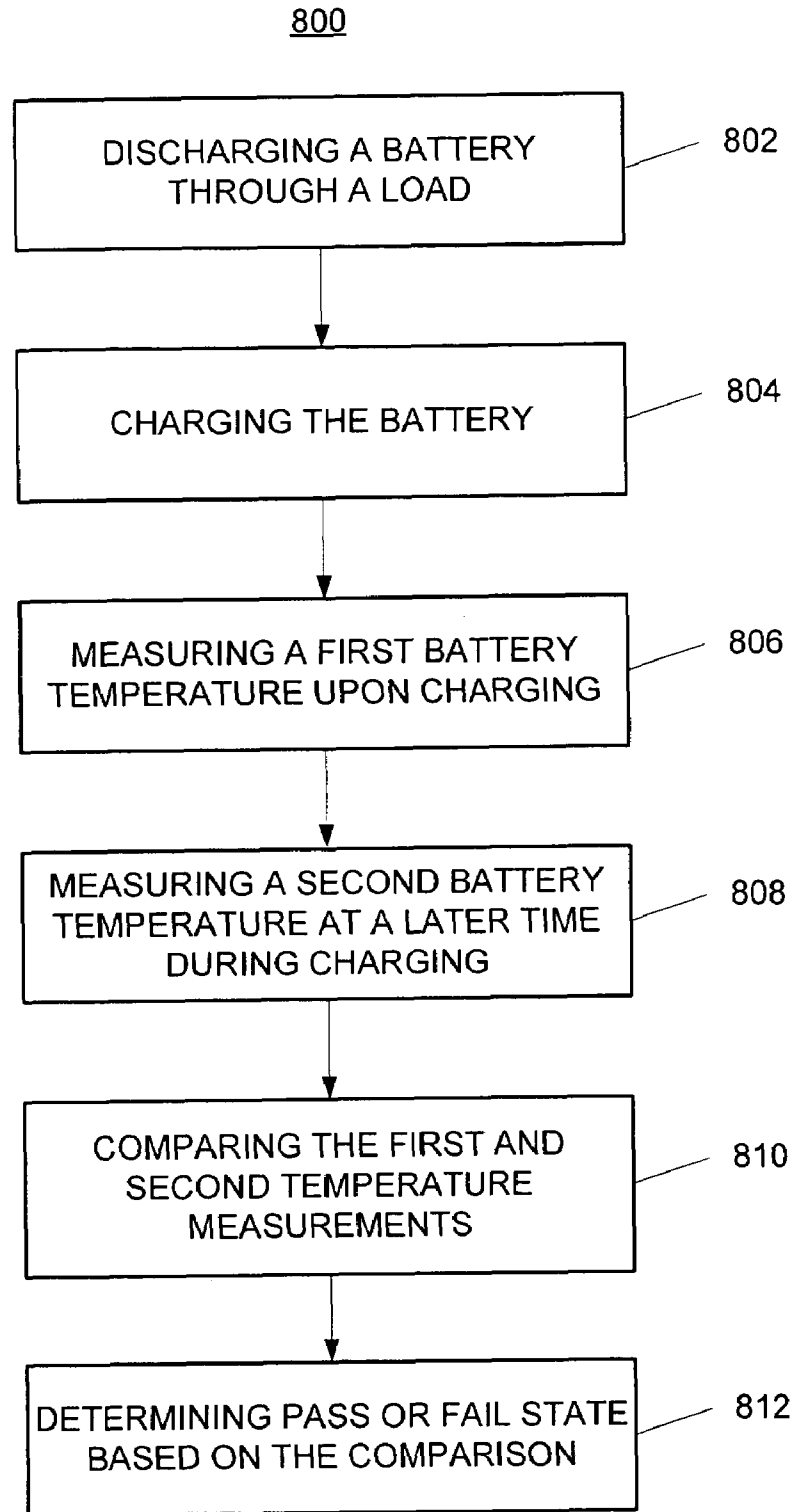 800
DISCHARGING A BATTERY
THROUGH A LOAD
802
CHARGING THE BATTERY
804
MEASURING A FIRST BATTERY
TEMPERATURE UPON CHARGING
806
MEASURING A SECOND BATTERY
TEMPERATURE AT A LATER TIME
DURING CHARGING
808
COMPARING THE FIRST AND
SECOND TEMPERATURE
MEASUREMENTS
810
DETERMINING PASS OR FAIL STATE
BASED ON THE COMPARISON
812